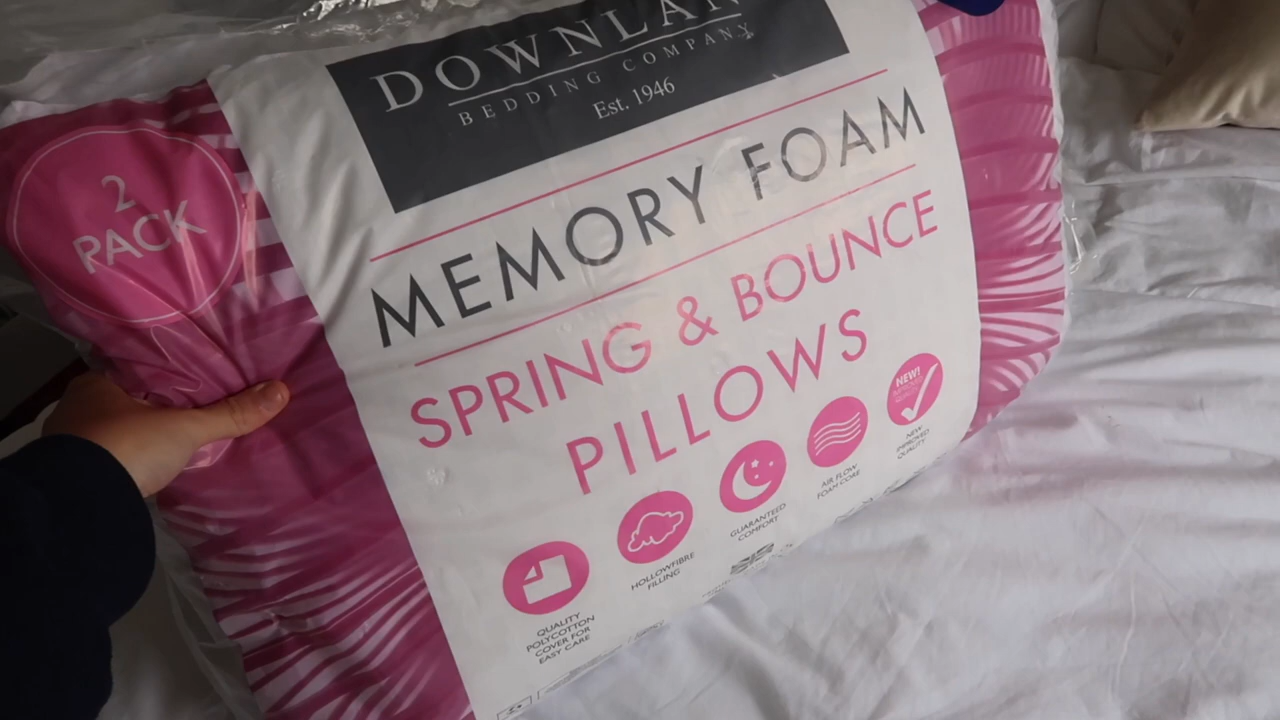 2
PACK
DOWNLAN
BEDDING COMPANY
Est. 1946
MEMORY FOAM
SPRING & BOUNCE
PILLOWS
QUALITY
POLYCOTTON
COVER FOR
EASY CARE
HOLLOWFIBRE
FILLING
GUARANTEED
COMFORT
AIR FLOW
FOAM CORE
NEW!
NEW
IMPROVED
QUALITY